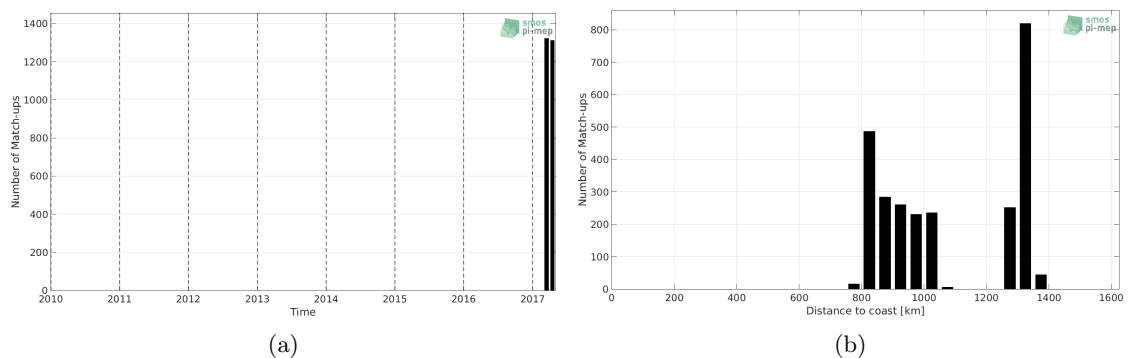 1400
1200
1000
800
600
400
200
0
Number of Match-ups
2010 2011 2012 2013 2014 2015 2016 2017
Time
smos
pi-mep
(a)
800
700
600
500
400
300
200
100
0
Number of Match-ups
0 200 400 600 800 1000 1200 1400 1600
Distance to coast [km]
smos
pi-mep
(b)